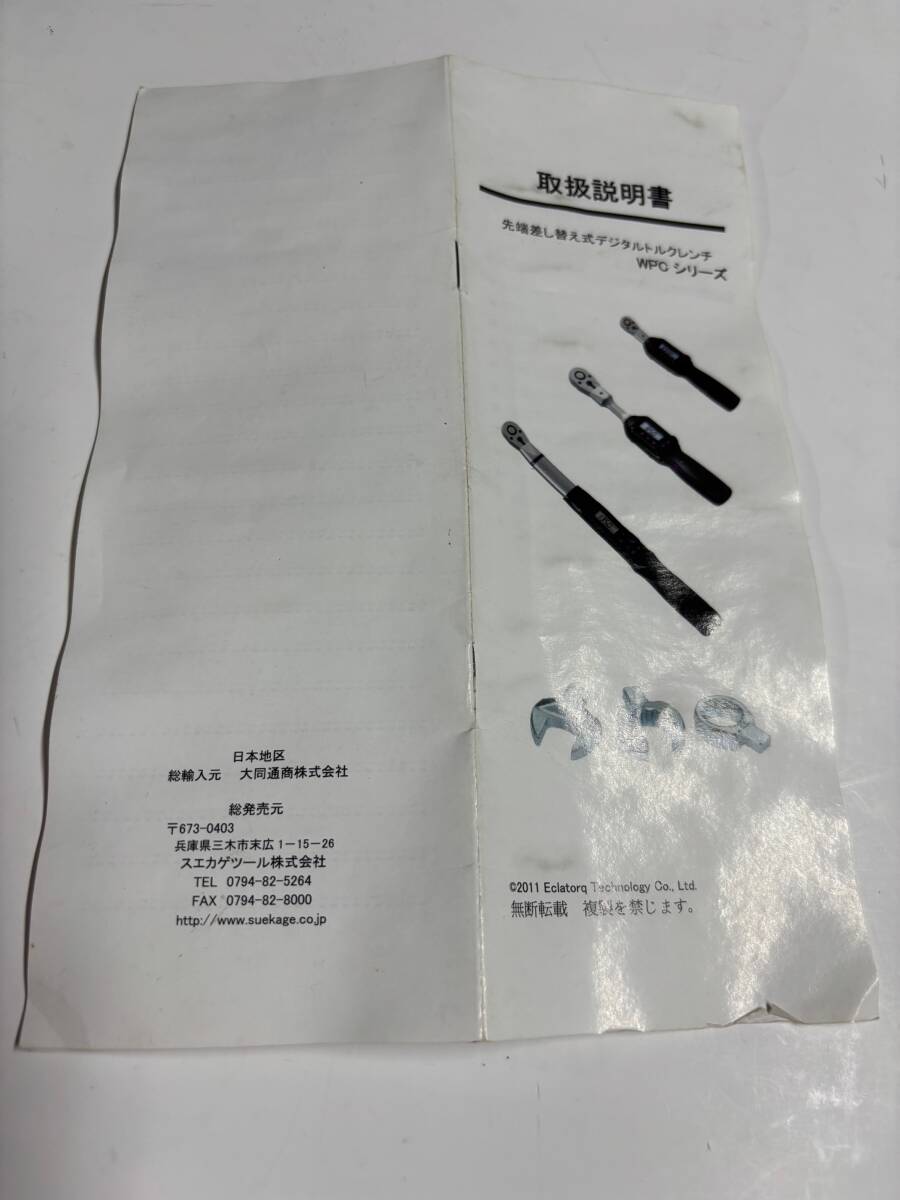 取扱説明書
先端差し替え式デジタルトルクレンチ
WPC シリーズ
©2011 Eclatorq Technology Co., Ltd.
無断転載 複製を禁じます。
日本地区
総輸入元 大同通商株式会社
総発売元
〒673-0403
兵庫県三木市末広1-15-26
スエカゲツール株式会社
TEL 0794-82-5264
FAX 0794-82-8000
http://www.suekage.co.jp